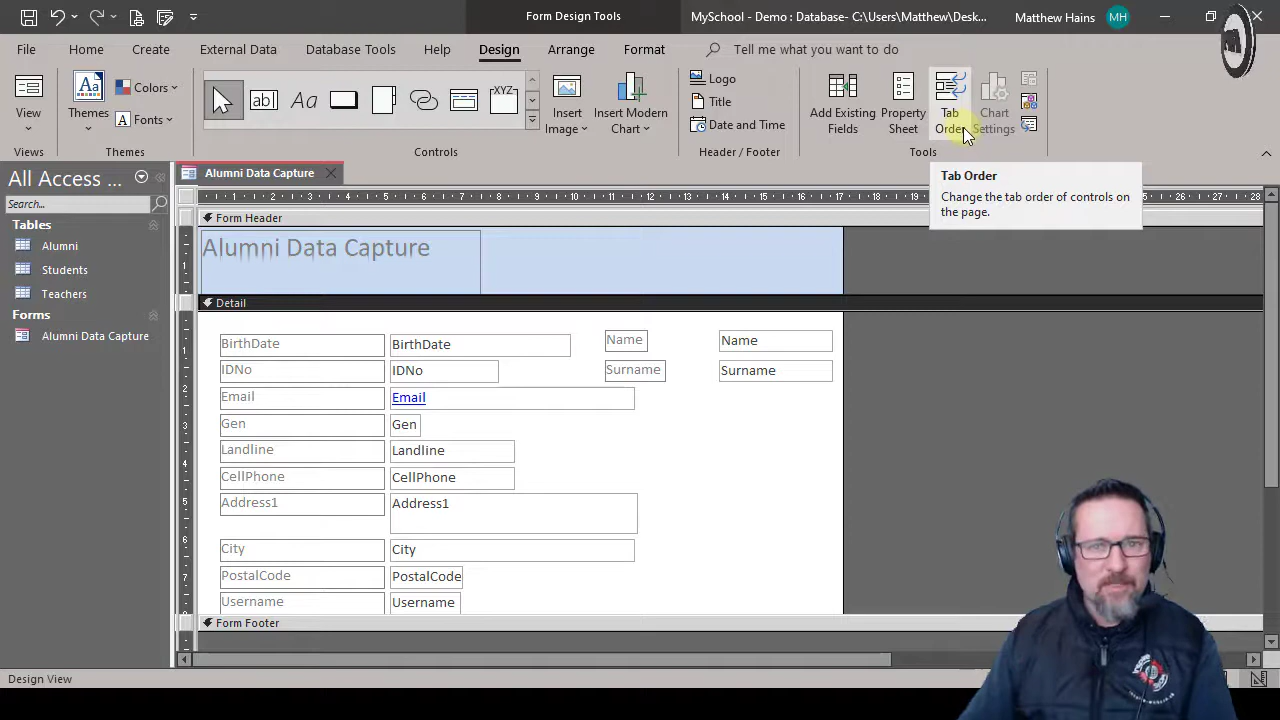 Form Design Tools
MySchool - Demo : Database- C:\Users\Matthew\Desk...
Matthew Hains
MH
File
Home
Create
External Data
Database Tools
Help
Design
Arrange
Format
Tell me what you want to do
View
Themes
Colors
Fonts
ab|
Aa
XYZ
Insert
Image
Insert Modern
Chart
Logo
Title
Date and Time
Add Existing
Fields
Property
Sheet
Tab
Order
Chart
Settings
Views
Themes
Controls
Header / Footer
Tools
All Access ...
Search...
Tables
Alumni
Students
Teachers
Forms
Alumni Data Capture
Alumni Data Capture
Tab Order
Change the tab order of controls on
the page.
Form Header
Alumni Data Capture
Detail
BirthDate BirthDate Name Name
IDNo IDNo Surname Surname
Email Email
Gen Gen
Landline Landline
CellPhone CellPhone
Address1 Address1
City City
PostalCode PostalCode
Username Username
Form Footer
Design View